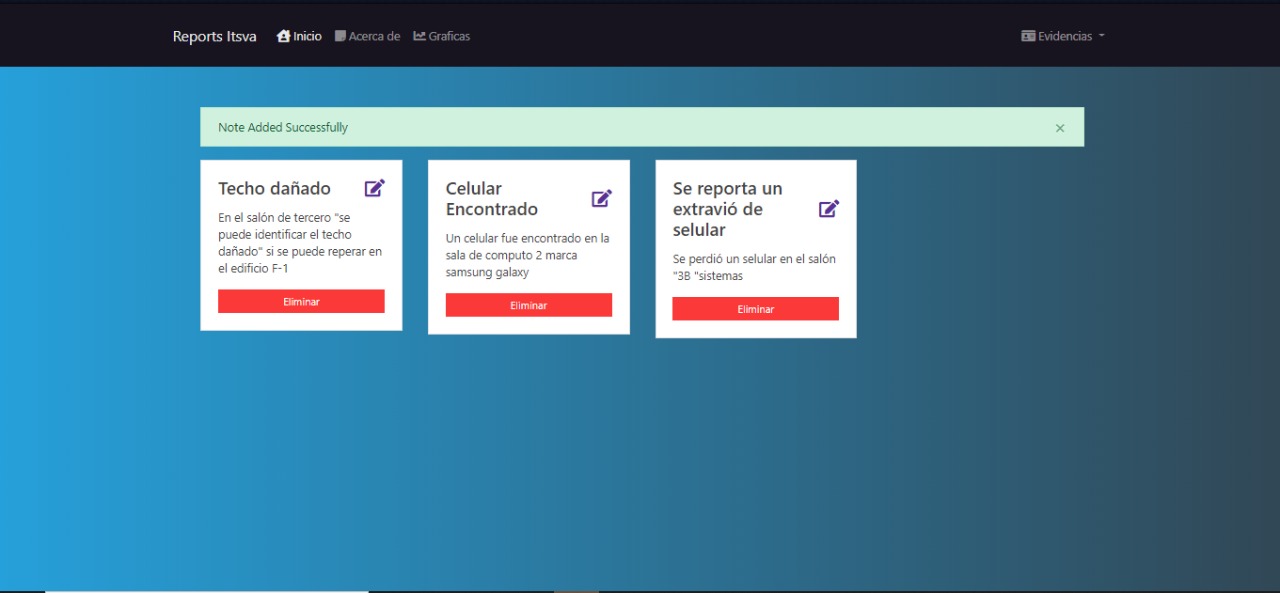 Reports Itsva Inicio Acerca de Graficas Evidencias
Note Added Successfully ×
Techo dañado
En el salón de tercero "se
puede identificar el techo
dañado" si se puede reperar en
el edificio F-1
Eliminar
Celular
Encontrado
Un celular fue encontrado en la
sala de computo 2 marca
samsung galaxy
Eliminar
Se reporta un
extravió de
selular
Se perdió un selular en el salón
"3B "sistemas
Eliminar